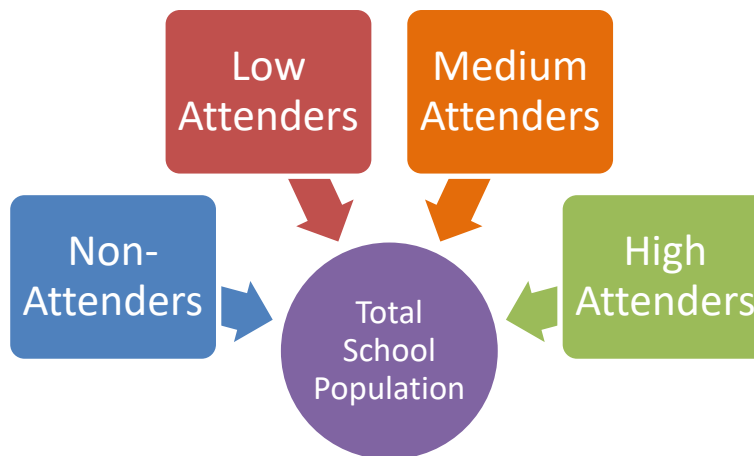 Low
Attenders
Medium
Attenders
Non-
Attenders
High
Attenders
Total
School
Population